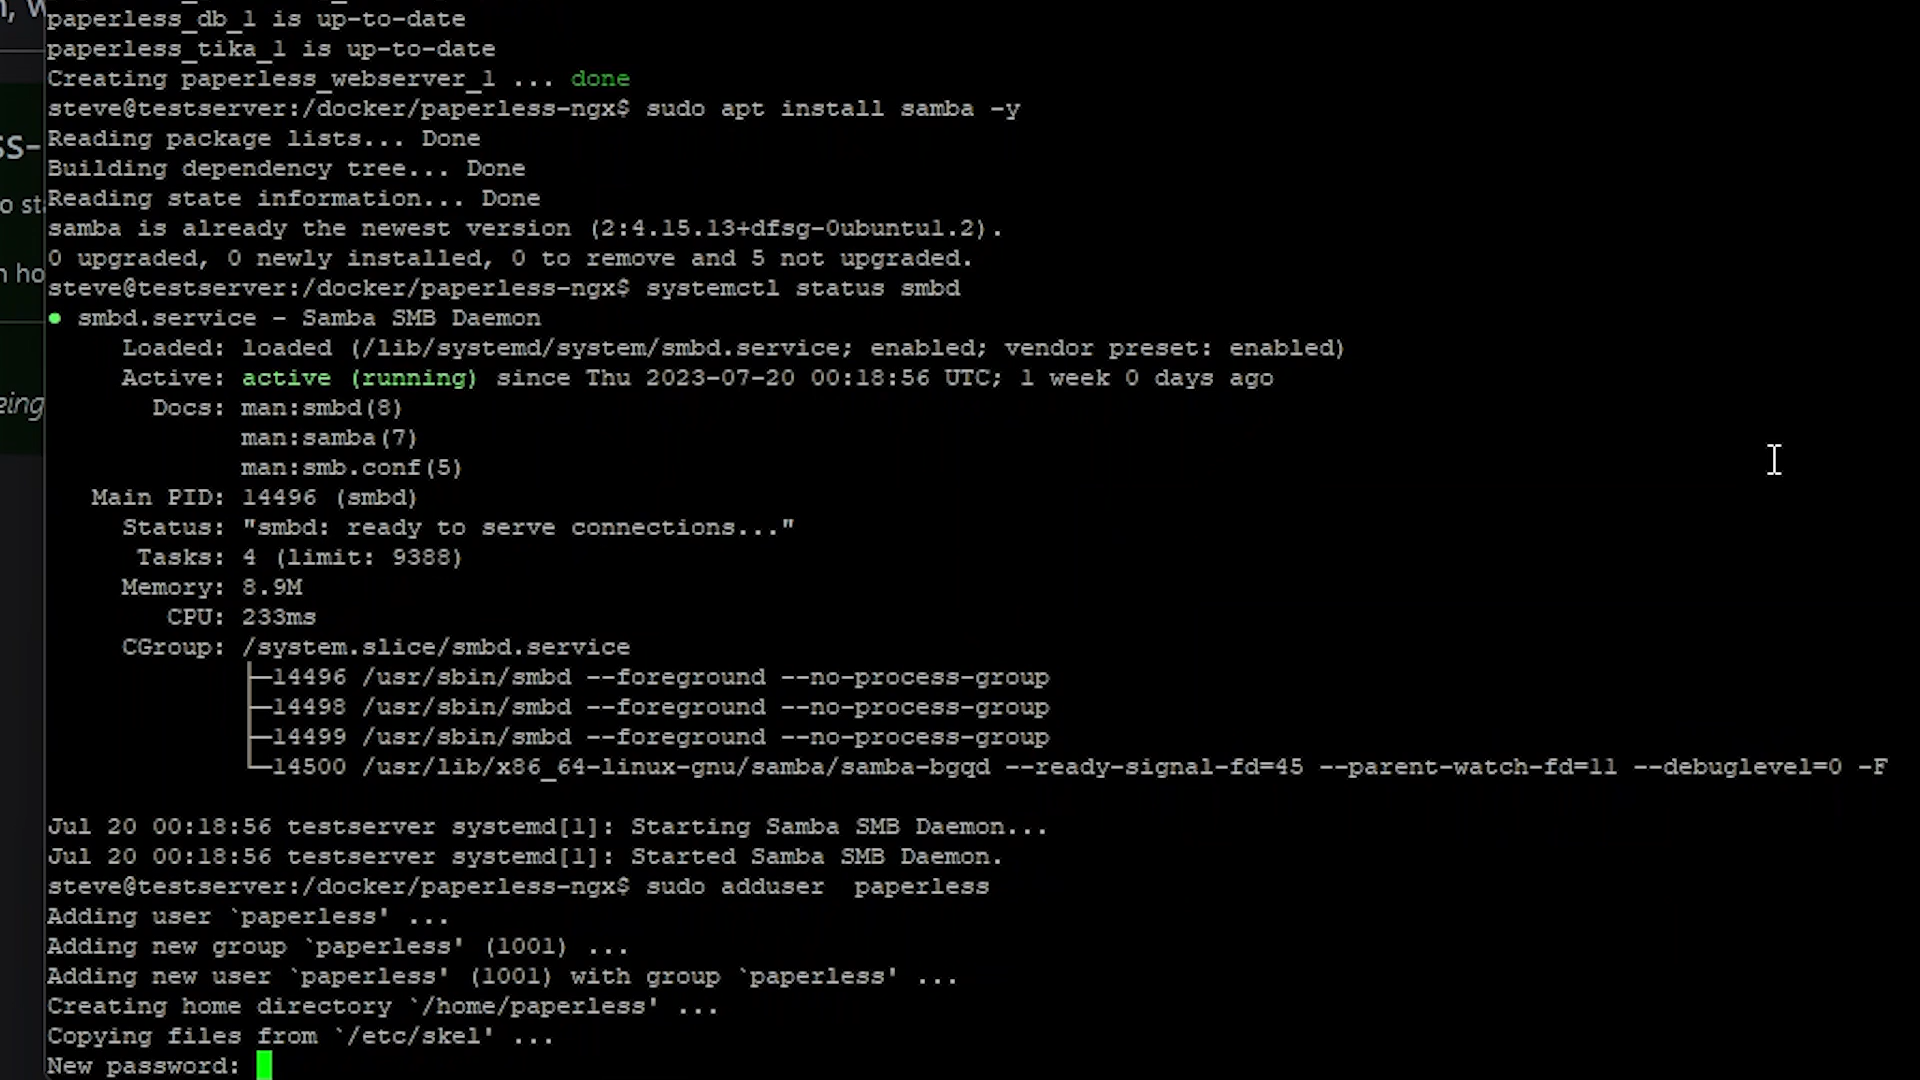 paperless_db_1 is up-to-date
paperless_tika_1 is up-to-date
Creating paperless_webserver_1 ... done
steve@testserver:/docker/paperless-ngx$ sudo apt install samba -y
Reading package lists... Done
Building dependency tree... Done
Reading state information... Done
samba is already the newest version (2:4.15.13+dfsg-0ubuntu1.2).
0 upgraded, 0 newly installed, 0 to remove and 5 not upgraded.
steve@testserver:/docker/paperless-ngx$ systemctl status smbd
● smbd.service - Samba SMB Daemon
Loaded: loaded (/lib/systemd/system/smbd.service; enabled; vendor preset: enabled)
Active: active (running) since Thu 2023-07-20 00:18:56 UTC; 1 week 0 days ago
Docs: man:smbd(8)
man:samba(7)
man:smb.conf(5)
Main PID: 14496 (smbd)
Status: "smbd: ready to serve connections..."
Tasks: 4 (limit: 9388)
Memory: 8.9M
CPU: 233ms
CGroup: /system.slice/smbd.service
├─14496 /usr/sbin/smbd --foreground --no-process-group
├─14498 /usr/sbin/smbd --foreground --no-process-group
├─14499 /usr/sbin/smbd --foreground --no-process-group
└─14500 /usr/lib/x86_64-linux-gnu/samba/samba-bgqd --ready-signal-fd=45 --parent-watch-fd=11 --debuglevel=0 -F
Jul 20 00:18:56 testserver systemd[1]: Starting Samba SMB Daemon...
Jul 20 00:18:56 testserver systemd[1]: Started Samba SMB Daemon.
steve@testserver:/docker/paperless-ngx$ sudo adduser  paperless
Adding user `paperless' ...
Adding new group `paperless' (1001) ...
Adding new user `paperless' (1001) with group `paperless' ...
Creating home directory `/home/paperless' ...
Copying files from `/etc/skel' ...
New password: